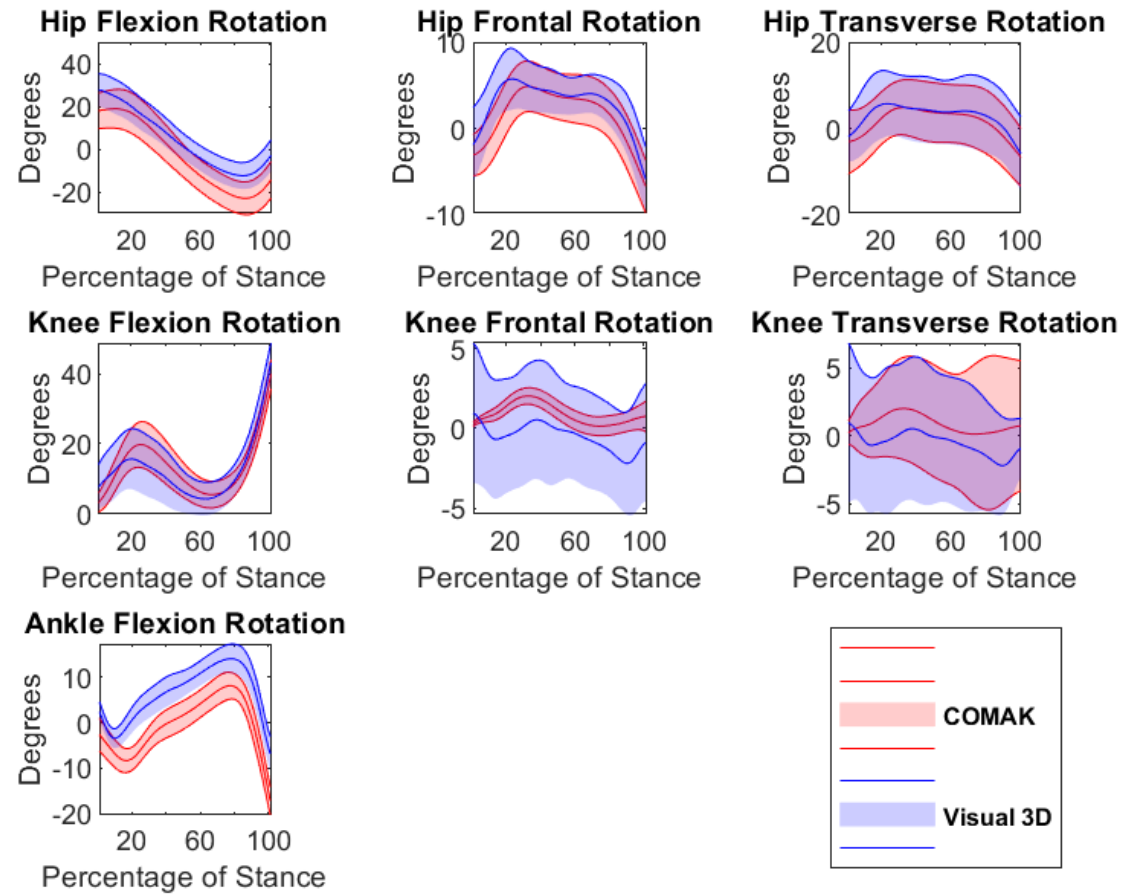 Hip Flexion Rotation
40
20
0
-20
Degrees
20 60 100
Percentage of Stance
Hip Frontal Rotation
10
0
-10
Degrees
20 60 100
Percentage of Stance
Hip Transverse Rotation
20
0
-20
Degrees
20 60 100
Percentage of Stance
Knee Flexion Rotation
40
20
0
Degrees
20 60 100
Percentage of Stance
Knee Frontal Rotation
5
0
-5
Degrees
20 60 100
Percentage of Stance
Knee Transverse Rotation
5
0
-5
Degrees
20 60 100
Percentage of Stance
Ankle Flexion Rotation
10
0
-10
-20
Degrees
20 60 100
Percentage of Stance
COMAK
Visual 3D